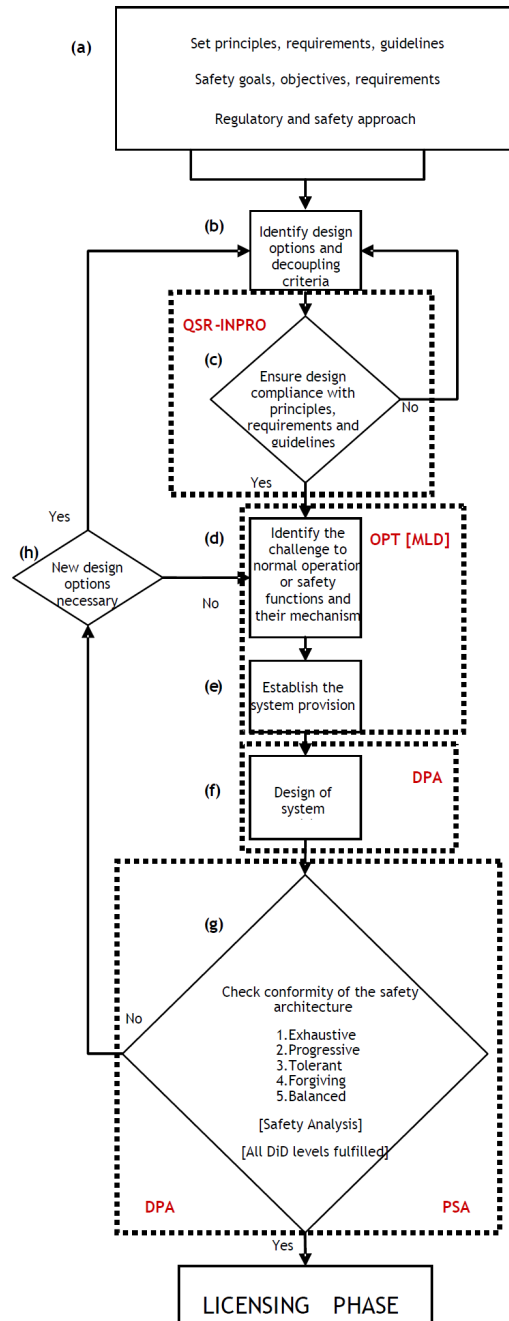 (a)
Set principles, requirements, guidelines
Safety goals, objectives, requirements
Regulatory and safety approach
(b)
Identify design
options and
decoupling
criteria
QSR-INPRO
(c)
Ensure design
compliance with
principles,
requirements and
guidelines
No
Yes
(d)
Identify the
challenge to
normal operation
or safety
functions and
their mechanism
OPT [MLD]
Yes
(h)
New design
options
necessary
No
(e)
Establish the
system provision
(f)
Design of
system
DPA
(g)
Check conformity of the safety
architecture
1.Exhaustive
2.Progressive
3.Tolerant
4.Forgiving
5.Balanced
[Safety Analysis]
[All DiD levels fulfilled]
No
DPA
PSA
Yes
LICENSING PHASE